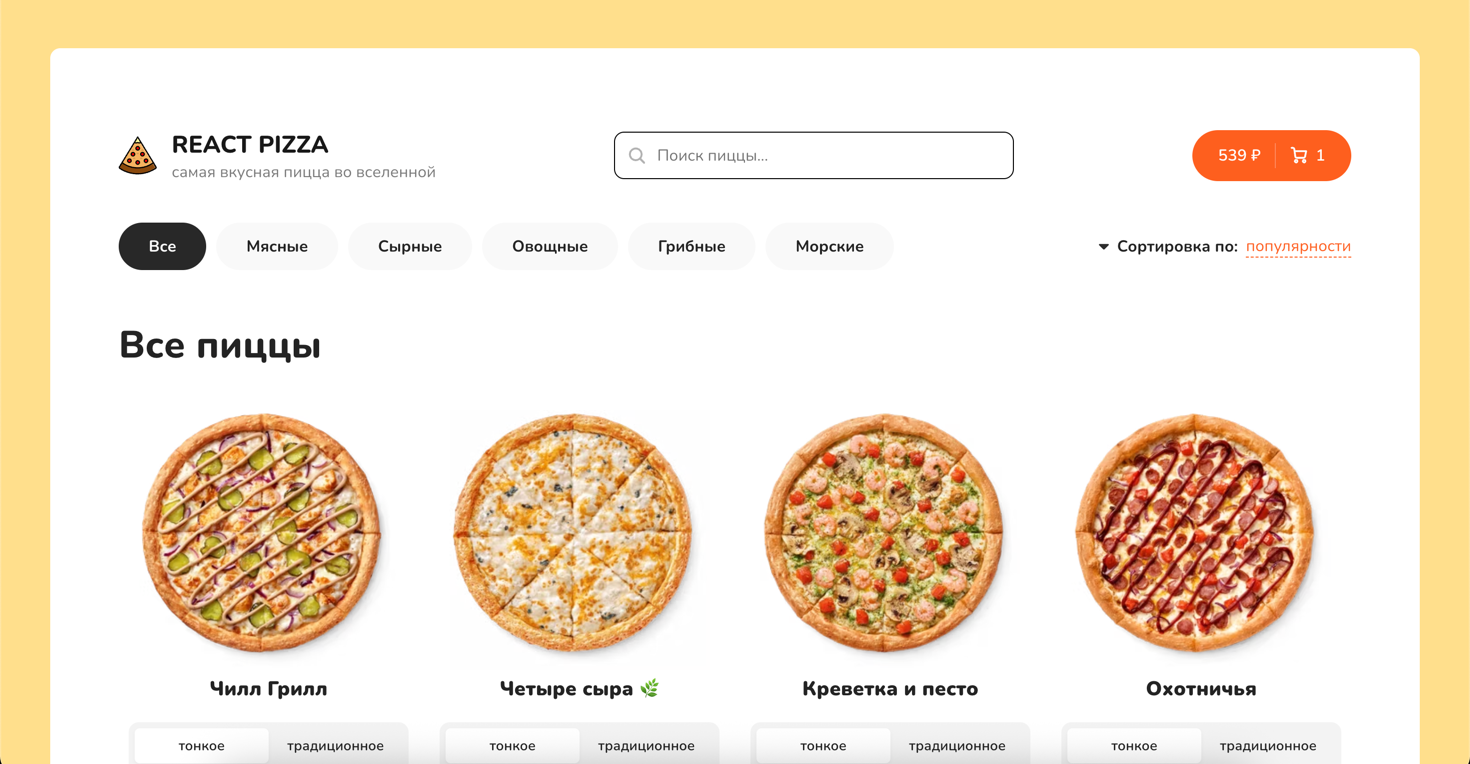 REACT PIZZA
самая вкусная пицца во вселенной
Поиск пиццы...
539 ₽ 1
Все Мясные Сырные Овощные Грибные Морские
Сортировка по: популярности
Все пиццы
Чилл Грилл Четыре сыра 🌿 Креветка и песто Охотничья
тонкое традиционное тонкое традиционное тонкое традиционное тонкое традиционное